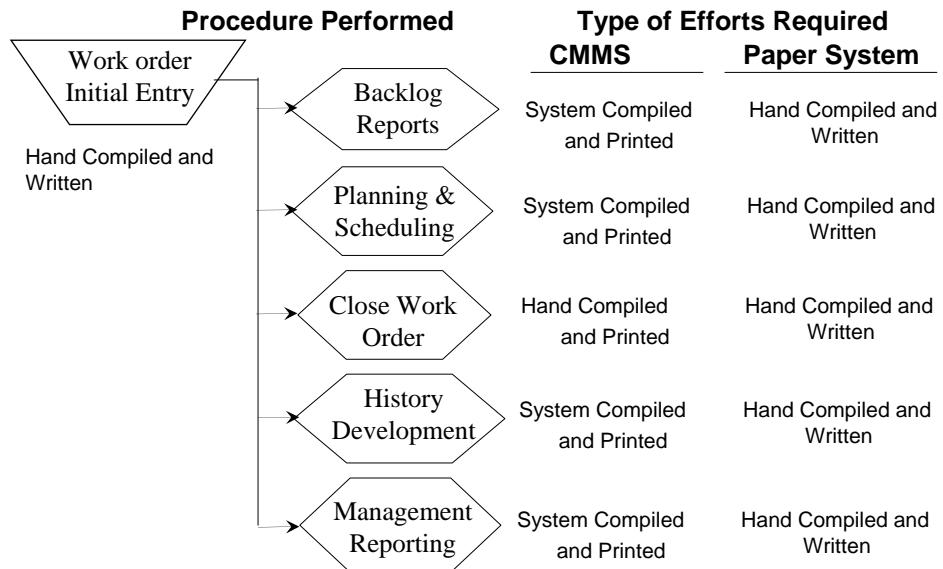 Procedure Performed
Type of Efforts Required
CMMS
Paper System
Work order
Initial Entry
Hand Compiled and
Written
Backlog
Reports
System Compiled
and Printed
Hand Compiled and
Written
Planning &
Scheduling
System Compiled
and Printed
Hand Compiled and
Written
Close Work
Order
Hand Compiled
and Printed
Hand Compiled and
Written
History
Development
System Compiled
and Printed
Hand Compiled and
Written
Management
Reporting
System Compiled
and Printed
Hand Compiled and
Written